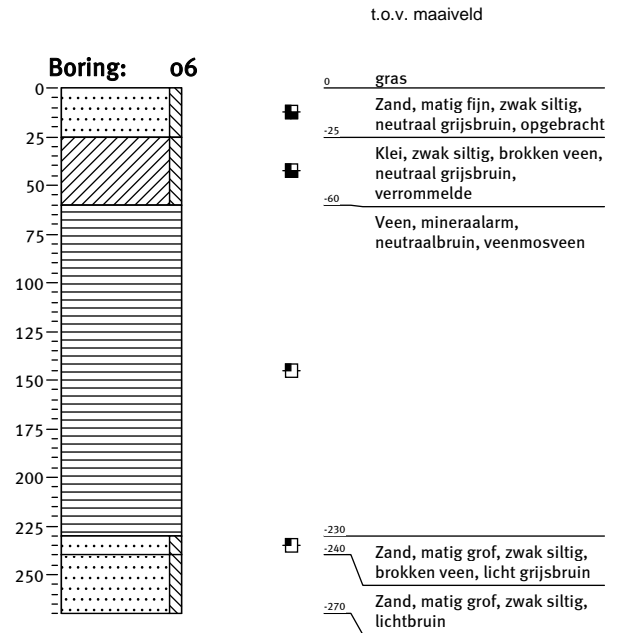 t.o.v. maaiveld
Boring: 06
0
25
50
75
100
125
150
175
200
225
250
0 gras
Zand, matig fijn, zwak siltig,
neutraal grijsbruin, opgebracht
-25
Klei, zwak siltig, brokken veen,
neutraal grijsbruin,
verrommelde
-60
Veen, mineraalarm,
neutraalbruin, veenmosveen
-230
-240
Zand, matig grof, zwak siltig,
brokken veen, licht grijsbruin
-270
Zand, matig grof, zwak siltig,
lichtbruin